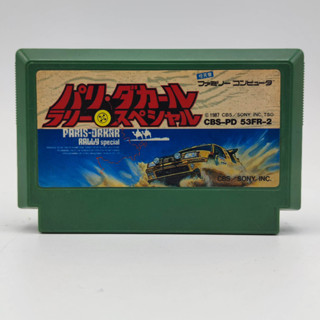 ファミリー コンピュータ
パリ・ダカール
ラリー スペシャル
© 1987 CBS/SONY INC. T&O.
CBS-PD 53FR-2
PARIS-DAKAR
RALLY special
CBS/SONY, INC.